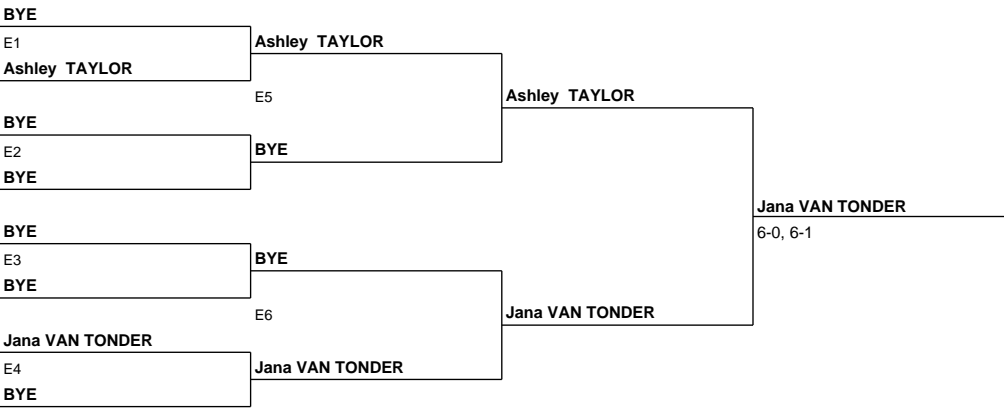 BYE
E1
Ashley TAYLOR
Ashley TAYLOR
E5
Ashley TAYLOR
BYE
E2
BYE
BYE
Jana VAN TONDER
6-0, 6-1
BYE
E3
BYE
BYE
E6
Jana VAN TONDER
Jana VAN TONDER
E4
Jana VAN TONDER
BYE